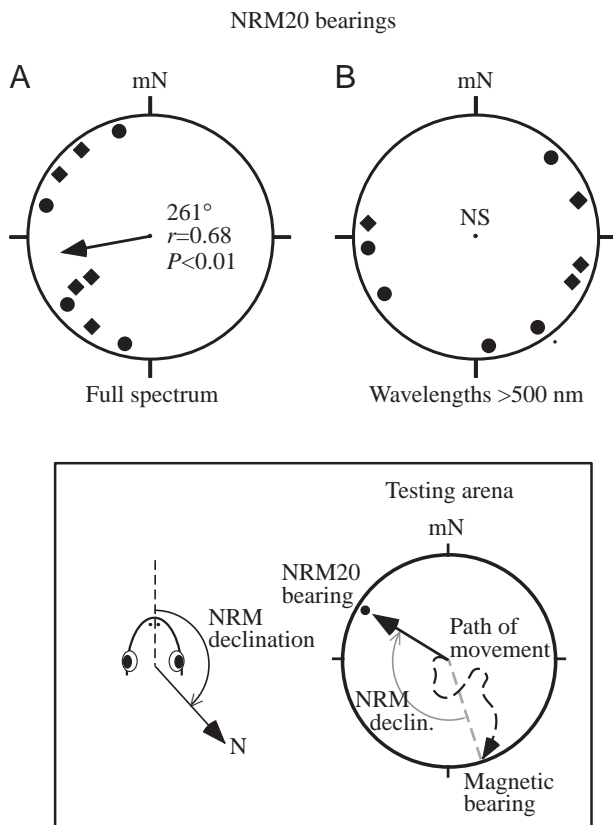 NRM20 bearings
A
mN
261°
r=0.68
P<0.01
Full spectrum
B
mN
NS
Wavelengths >500 nm
NRM
declination
N
Testing arena
mN
NRM20
bearing
Path of
movement
NRM
declin.
Magnetic
bearing